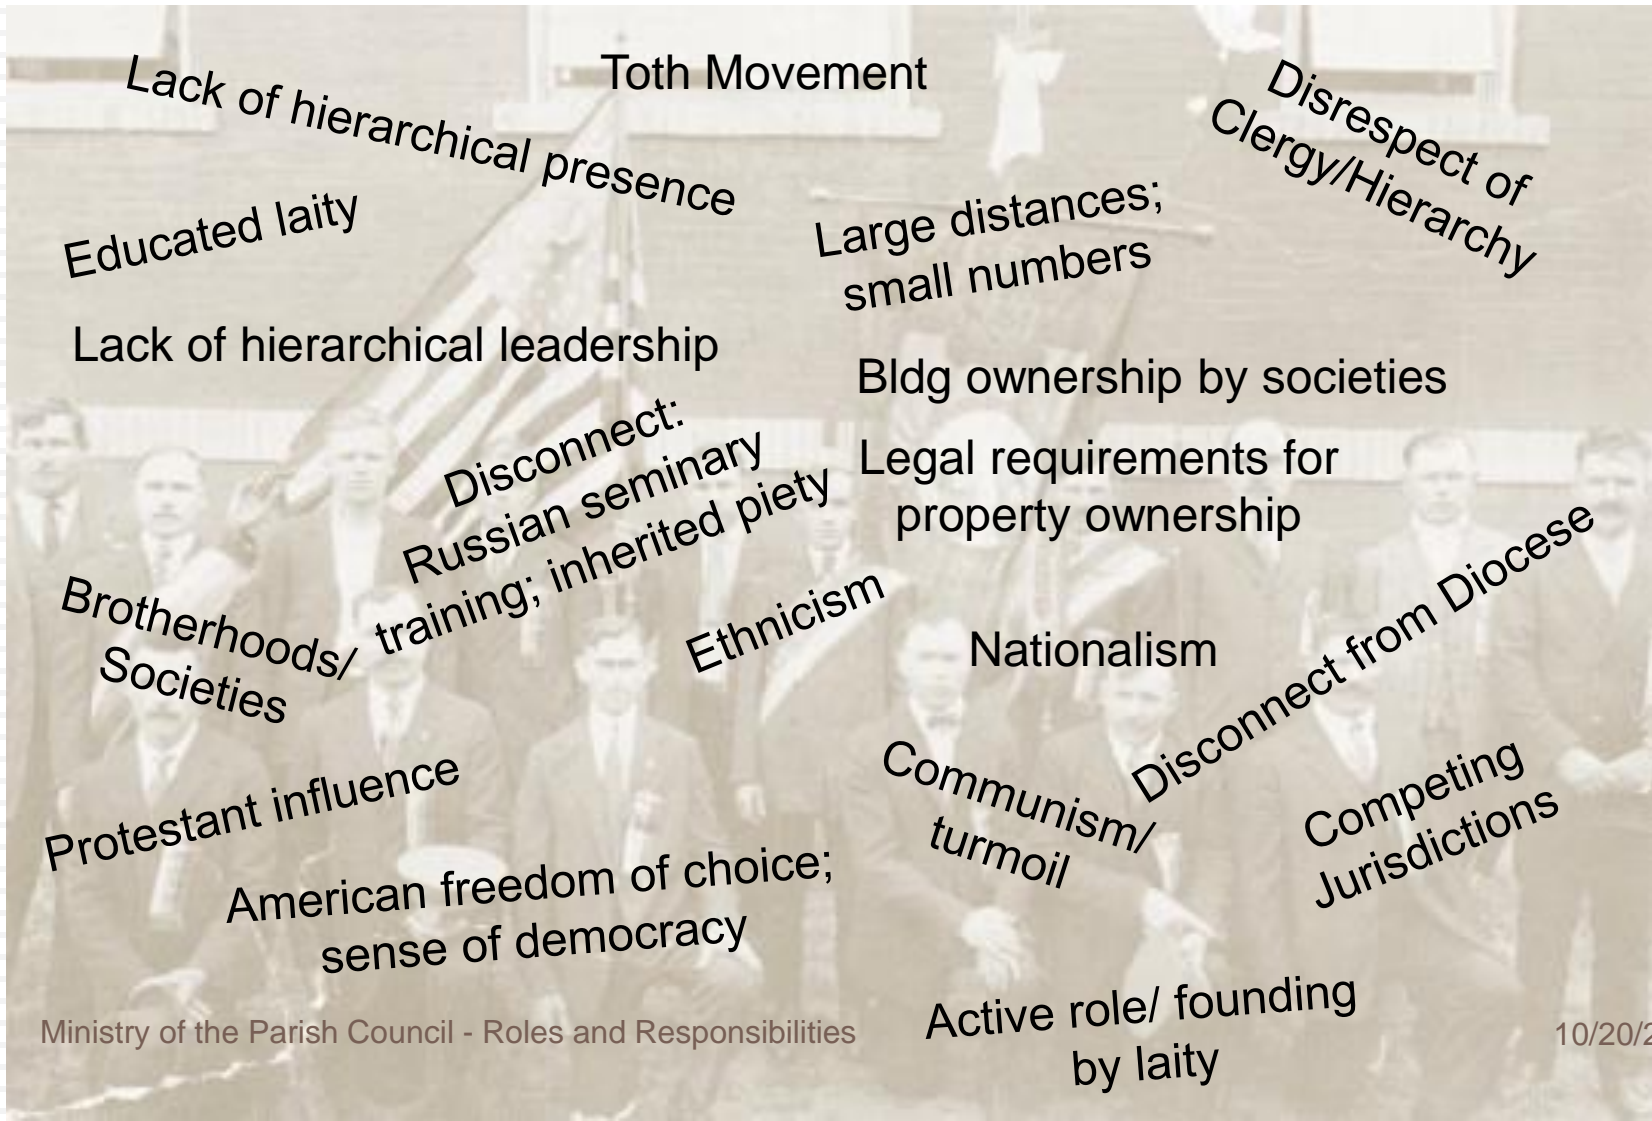 Toth Movement
Lack of hierarchical presence
Disrespect of
Clergy/Hierarchy
Educated laity
Large distances;
small numbers
Lack of hierarchical leadership
Bldg ownership by societies
Disconnect:
Russian seminary
training; inherited piety
Legal requirements for
property ownership
Brotherhoods/
Societies
Ethnicism
Nationalism
Disconnect from Diocese
Protestant influence
Communism/
turmoil
Competing
Jurisdictions
American freedom of choice;
sense of democracy
Active role/ founding
by laity
Ministry of the Parish Council - Roles and Responsibilities
10/20/2